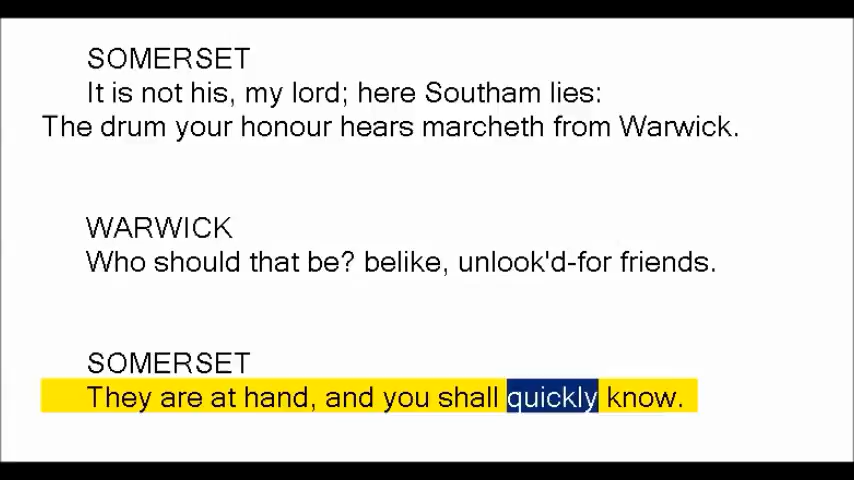 SOMERSET
It is not his, my lord; here Southam lies:
The drum your honour hears marcheth from Warwick.
WARWICK
Who should that be? belike, unlook'd-for friends.
SOMERSET
They are at hand, and you shall quickly know.